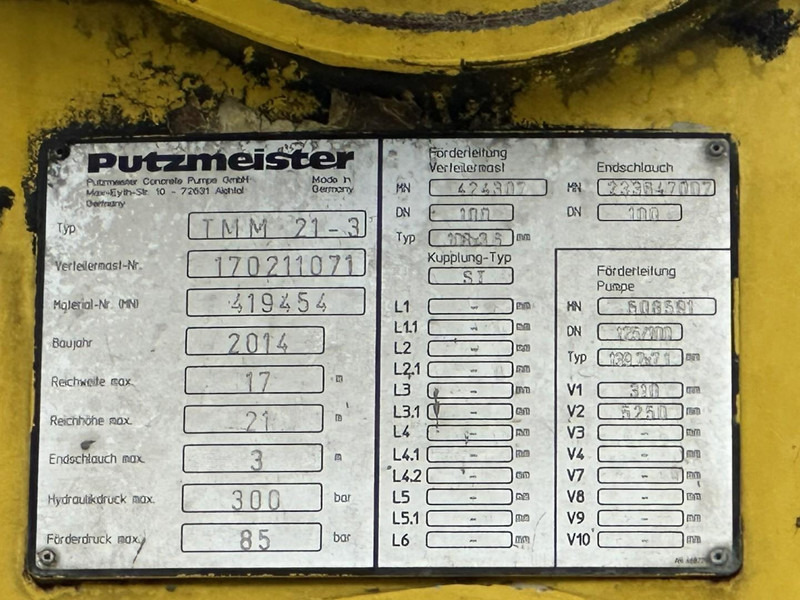 Putzmeister
Putzmeister Concrete Pumps GmbH
Max-Eyth-Str. 10 - 72631 Aichtal
Germany
Made in
Germany
Typ TMM 21-3
Verteilermast-Nr. 170211071
Material-Nr. (MN) 419454
Baujahr 2014
Reichweite max. 17 m
Reichhöhe max. 21 m
Endschlauch max. 3 m
Hydraulikdruck max. 300 bar
Förderdruck max. 85 bar
Förderleitung
Verteilermast
MN
DN 100
Typ mm
Kupplung-Typ
L1 - mm
L1.1 - mm
L2 - mm
L2.1 - mm
L3 - mm
L3.1 - mm
L4 - mm
L4.1 - mm
L4.2 - mm
L5 - mm
L5.1 - mm
L6 - mm
Endschlauch
MN
DN 100
Förderleitung
Pumpe
MN
DN 125/100
Typ mm
V1 mm
V2 5250 mm
V3 - mm
V4 - mm
V7 - mm
V8 - mm
V9 - mm
V10 - mm